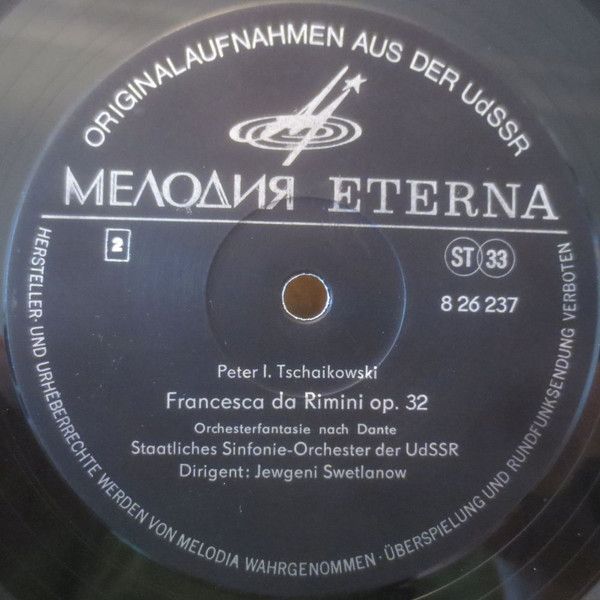 ORIGINALAUFNAHMEN AUS DER UdSSR
МЕЛОДИЯ ETERNA
2
ST 33
8 26 237
Peter I. Tschaikowski
Francesca da Rimini op. 32
Orchesterfantasie nach Dante
Staatliches Sinfonie-Orchester der UdSSR
Dirigent: Jewgeni Swetlanow
HERSTELLER- UND URHEBERRECHTE WERDEN VON MELODIA WAHRGENOMMEN · ÜBERSPIELUNG UND RUNDFUNKSENDUNG VERBOTEN